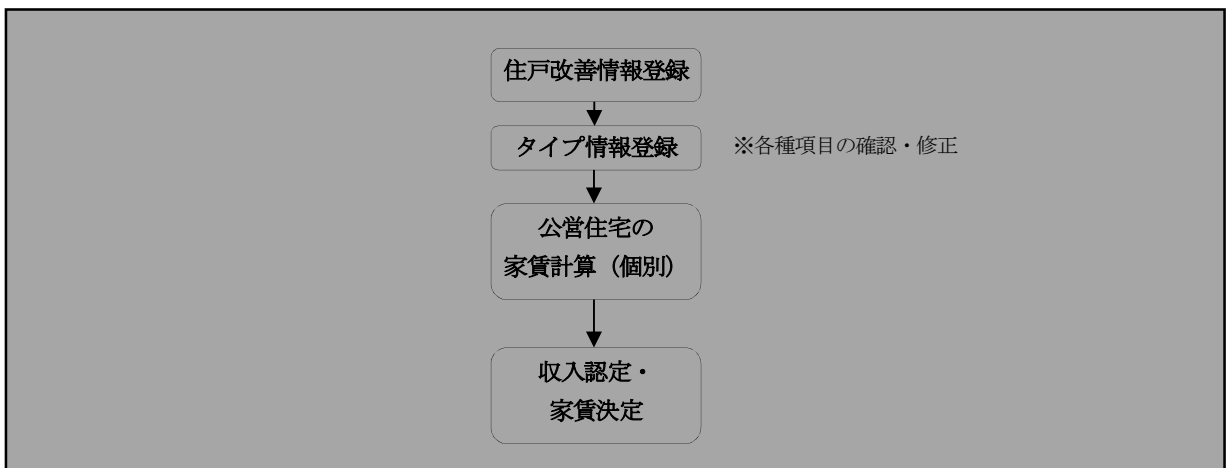 住戸改善情報登録
タイプ情報登録
※各種項目の確認・修正
公営住宅の
家賃計算（個別）
収入認定・
家賃決定